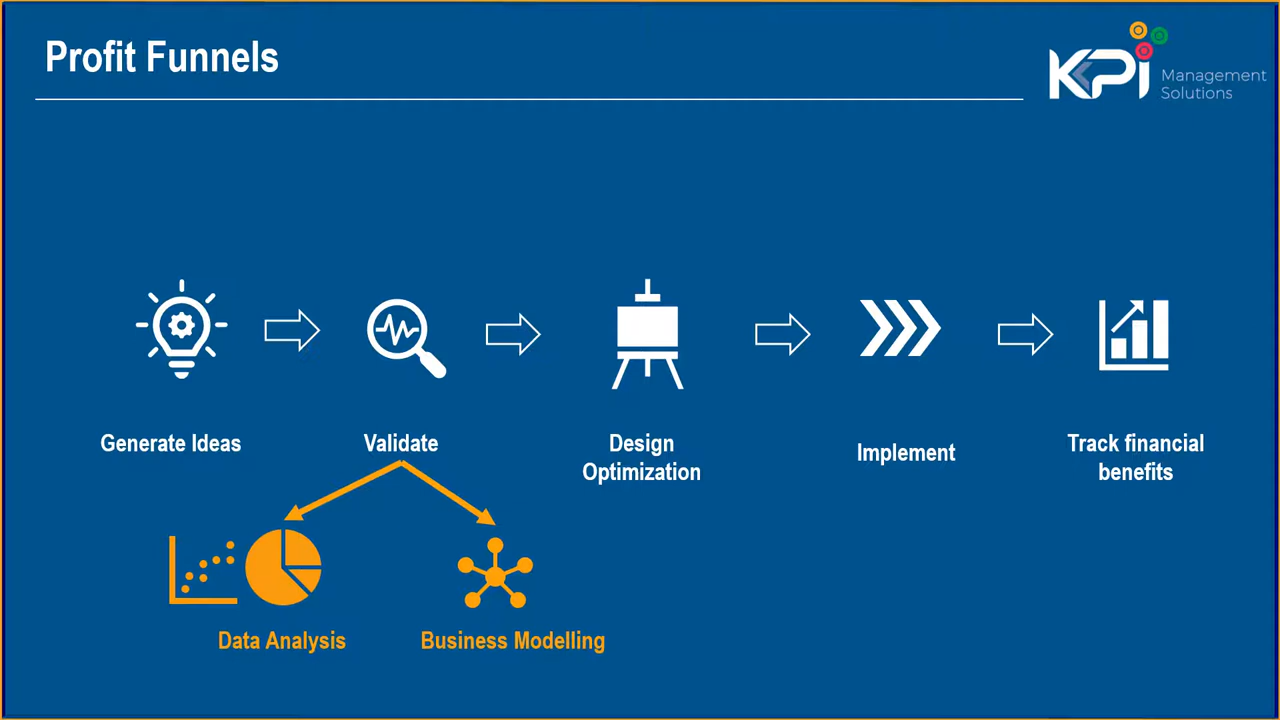 Profit Funnels
KPi Management
Solutions
Generate Ideas
Validate
Design
Optimization
Implement
Track financial
benefits
Data Analysis
Business Modelling